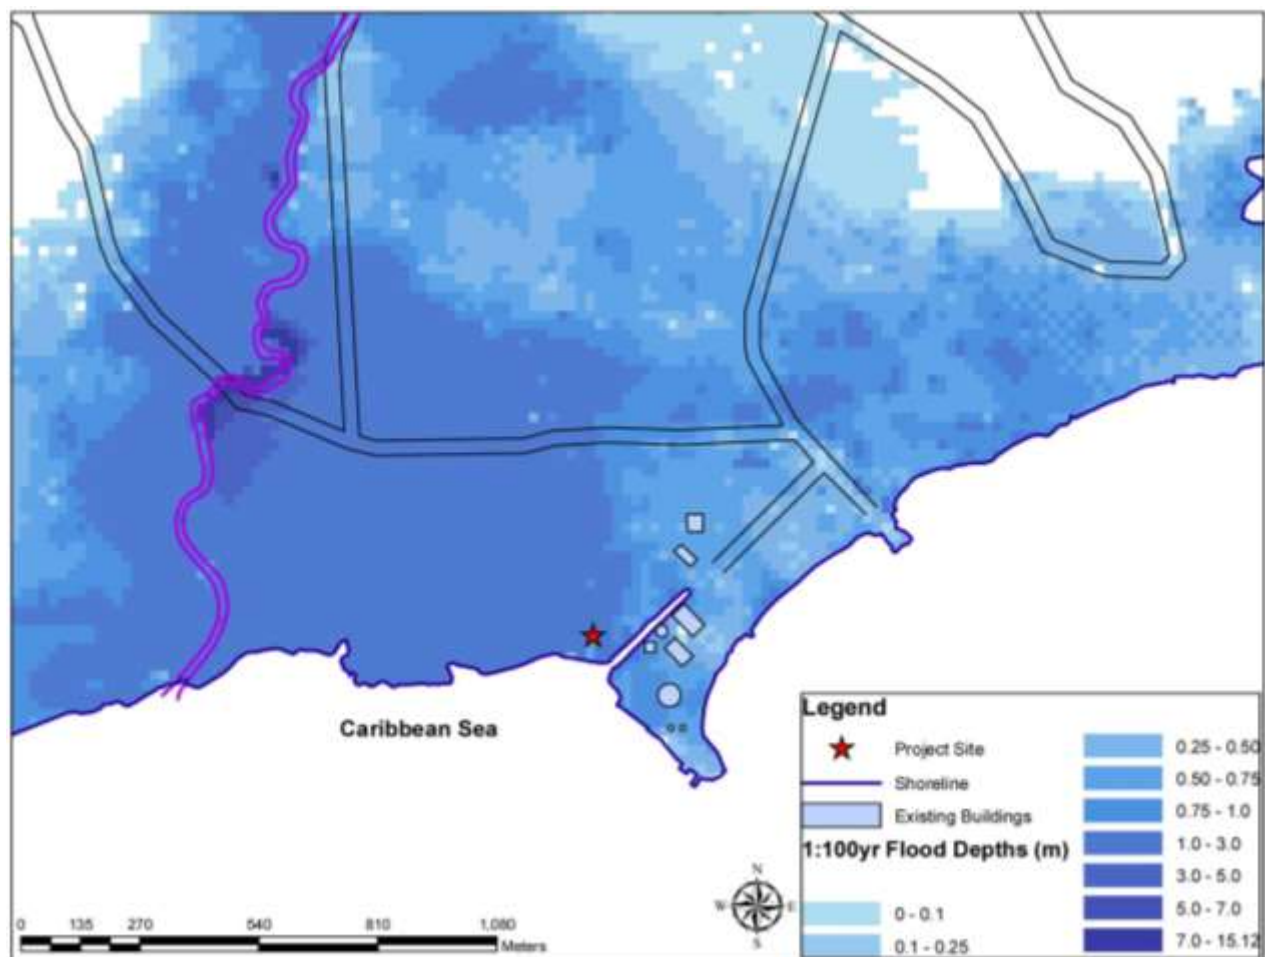 Caribbean Sea
Legend
Project Site
Shoreline
Existing Buildings
1:100yr Flood Depths (m)
0 - 0.1
0.1 - 0.25
0.25 - 0.50
0.50 - 0.75
0.75 - 1.0
1.0 - 3.0
3.0 - 5.0
5.0 - 7.0
7.0 - 15.12
N
W E
S
0 135 270 540 810 1,080
Meters